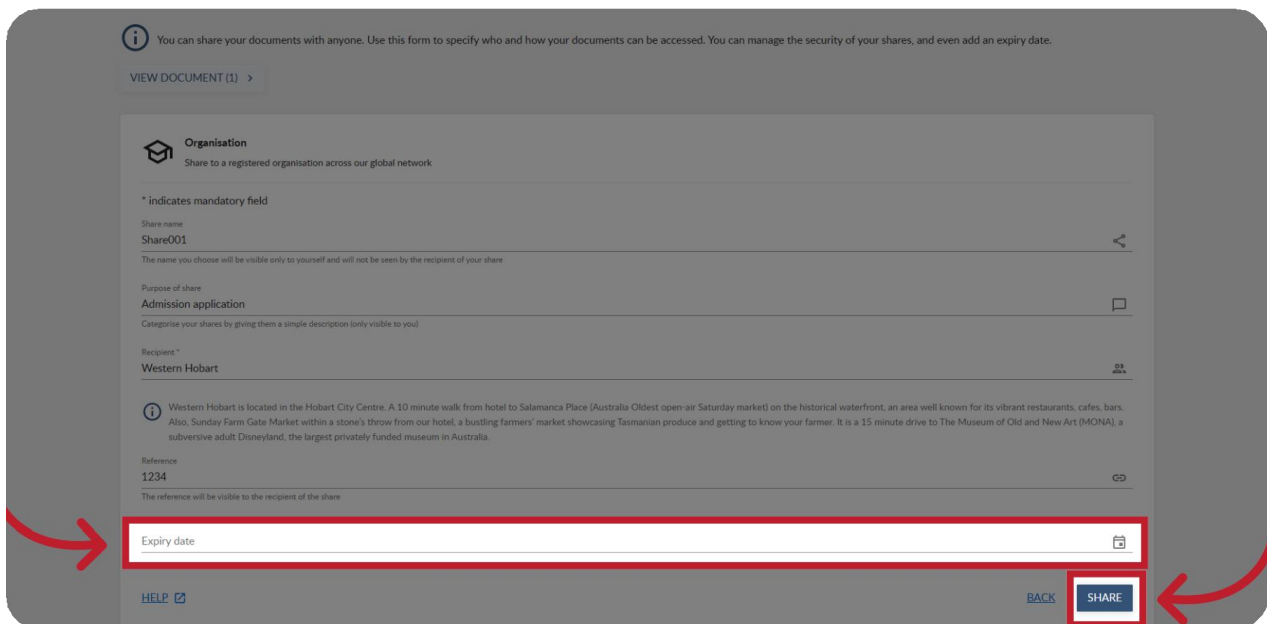 You can share your documents with anyone. Use this form to specify who and how your documents can be accessed. You can manage the security of your shares, and even add an expiry date.
VIEW DOCUMENT (1) >
Organisation
Share to a registered organisation across our global network
* indicates mandatory field
Share name
Share001
The name you choose will be visible only to yourself and will not be seen by the recipient of your share
Purpose of share
Admission application
Categorise your shares by giving them a simple description (only visible to you)
Recipient *
Western Hobart
Western Hobart is located in the Hobart City Centre. A 10 minute walk from hotel to Salamanca Place (Australia Oldest open-air Saturday market) on the historical waterfront, an area well known for its vibrant restaurants, cafes, bars.
Also, Sunday Farm Gate Market within a stone's throw from our hotel, a bustling farmers' market showcasing Tasmanian produce and getting to know your farmer. It is a 15 minute drive to The Museum of Old and New Art (MONA), a
subversive adult Disneyland, the largest privately funded museum in Australia.
Reference
1234
The reference will be visible to the recipient of the share
Expiry date
HELP BACK SHARE